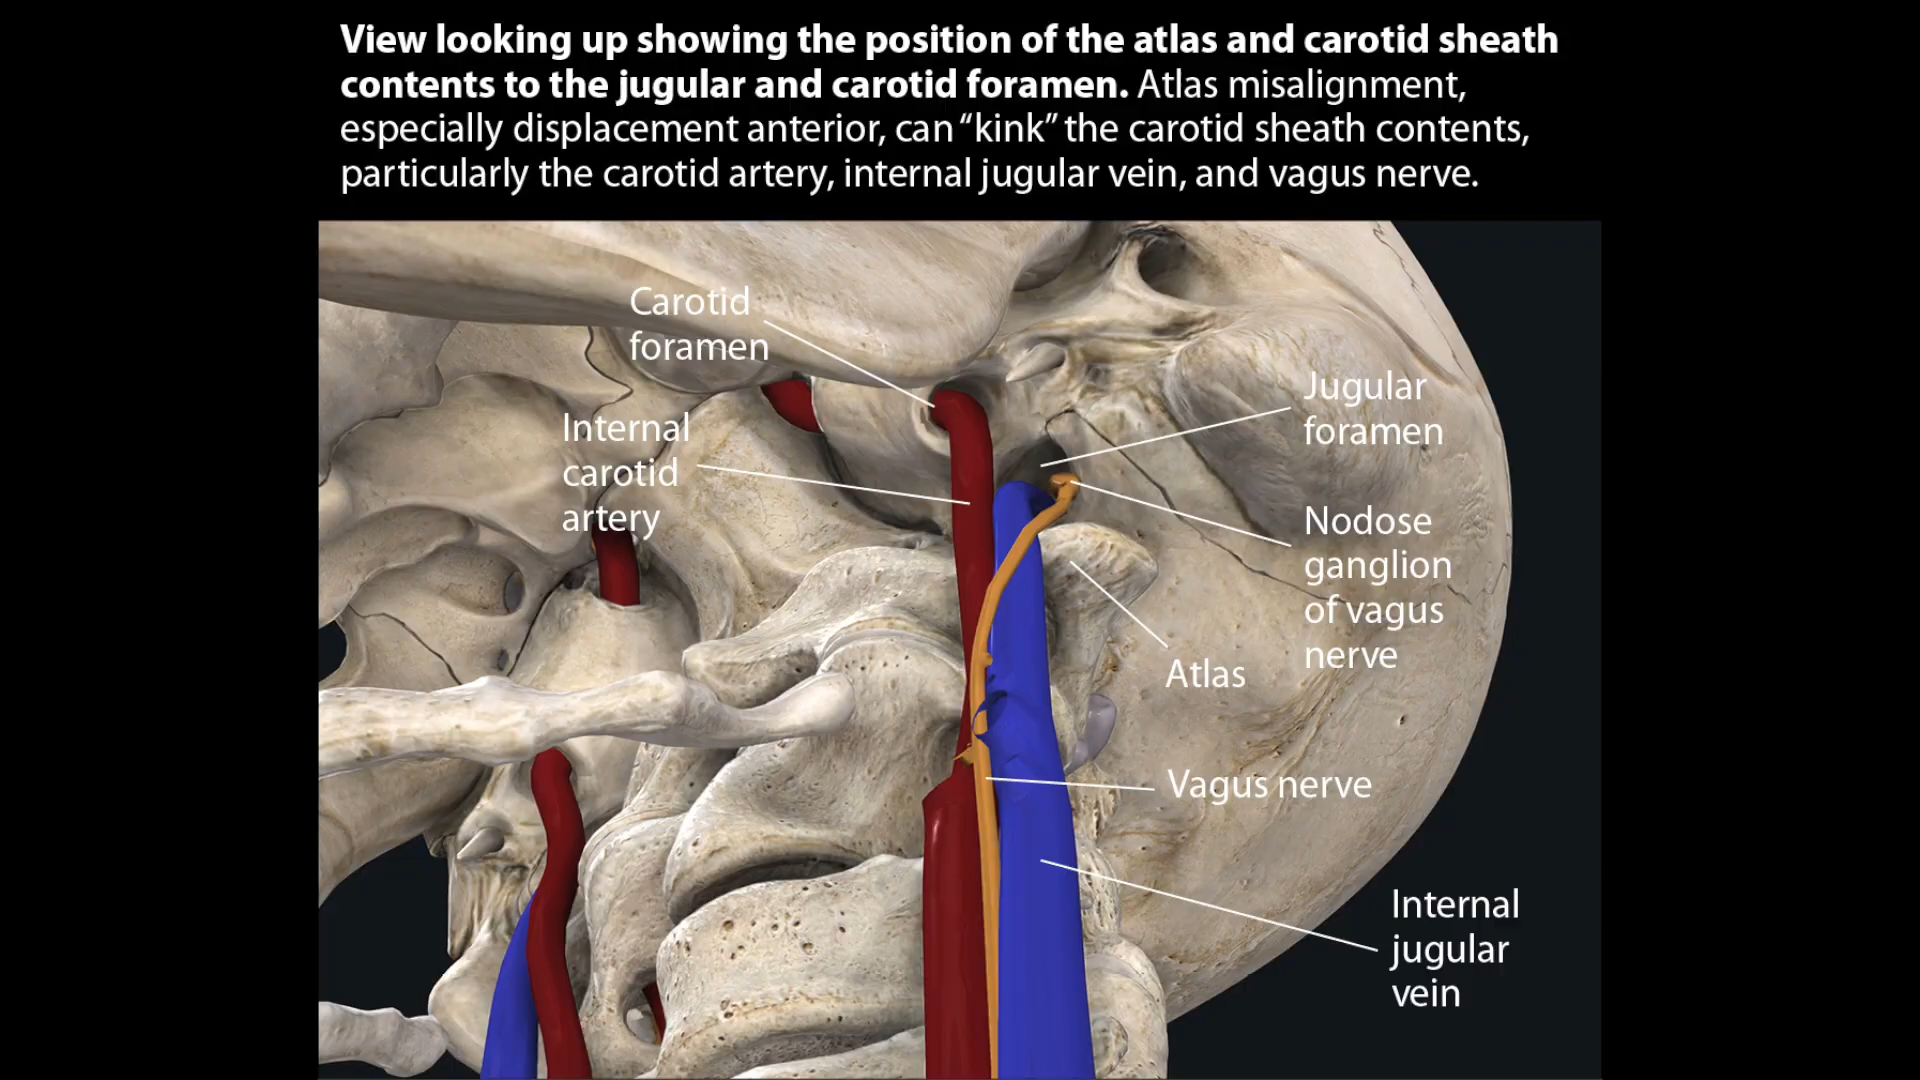 View looking up showing the position of the atlas and carotid sheath
contents to the jugular and carotid foramen. Atlas misalignment,
especially displacement anterior, can “kink” the carotid sheath contents,
particularly the carotid artery, internal jugular vein, and vagus nerve.
Carotid
foramen
Internal
carotid
artery
Jugular
foramen
Nodose
ganglion
of vagus
nerve
Atlas
Vagus nerve
Internal
jugular
vein